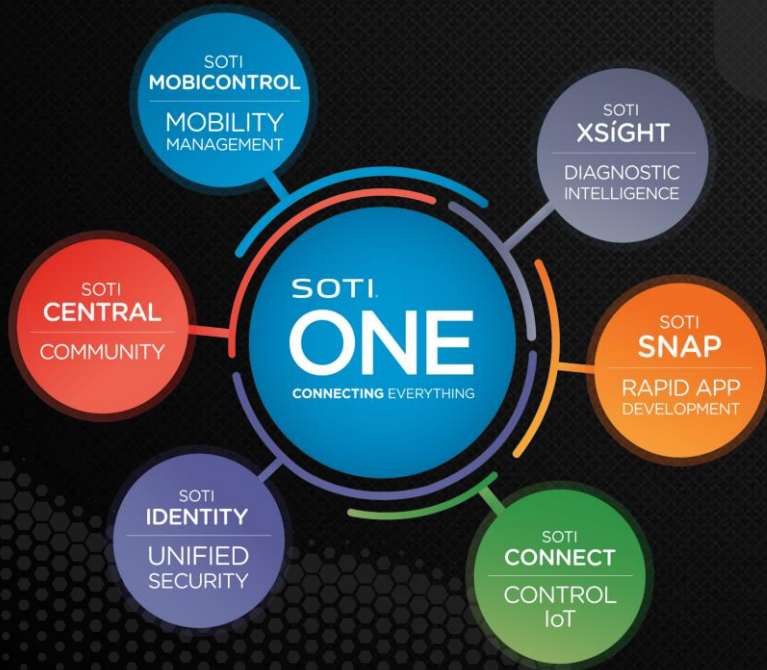 SOTI
MOBICONTROL
MOBILITY
MANAGEMENT
SOTI
XSíGHT
DIAGNOSTIC
INTELLIGENCE
SOTI
CENTRAL
COMMUNITY
SOTI.
ONE
CONNECTING EVERYTHING
SOTI
SNAP
RAPID APP
DEVELOPMENT
SOTI
IDENTITY
UNIFIED
SECURITY
SOTI
CONNECT
CONTROL
IoT